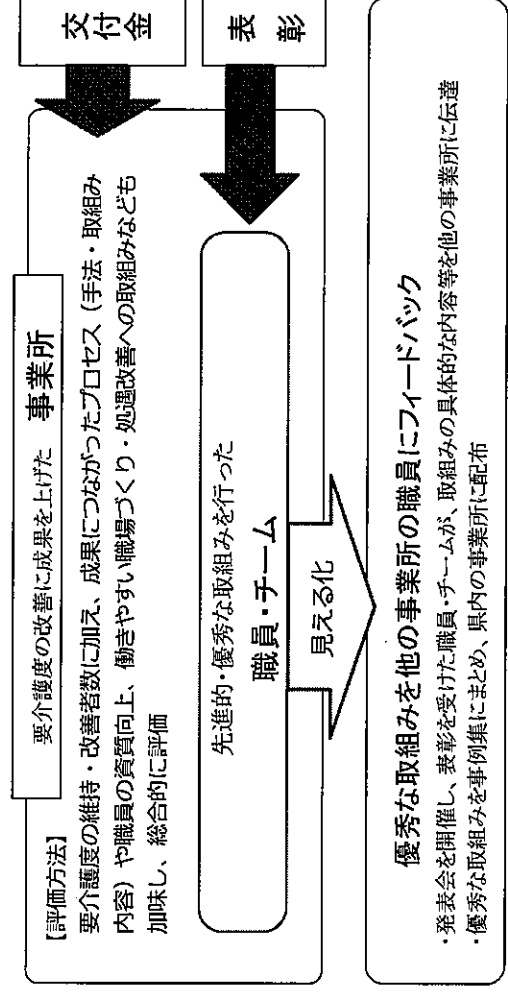 要介護度の改善に成果を上げた 事業所
【評価方法】
要介護度の維持・改善者数に加え、成果につながったプロセス（手法・取組み
内容）や職員の資質向上、働きやすい職場づくり・処遇改善への取組みなども
加味し、総合的に評価
交付金
先進的・優秀な取組みを行った
職員・チーム
表彰
見える化
優秀な取組みを他の事業所の職員にフィードバック
・発表会を開催し、表彰を受けた職員・チームが、取組みの具体的な内容等を他の事業所に伝達
・優秀な取組みを事例集にまとめ、県内の事業所に配布